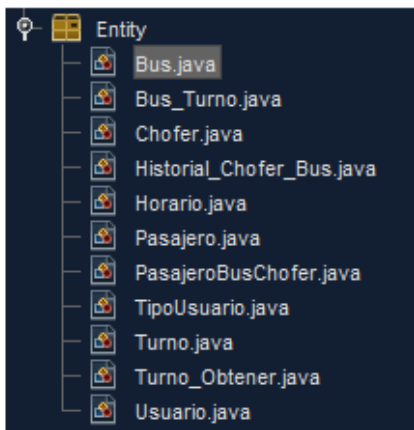 Entity
Bus.java
Bus_Turno.java
Chofer.java
Historial_Chofer_Bus.java
Horario.java
Pasajero.java
PasajeroBusChofer.java
TipoUsuario.java
Turno.java
Turno_Obtener.java
Usuario.java